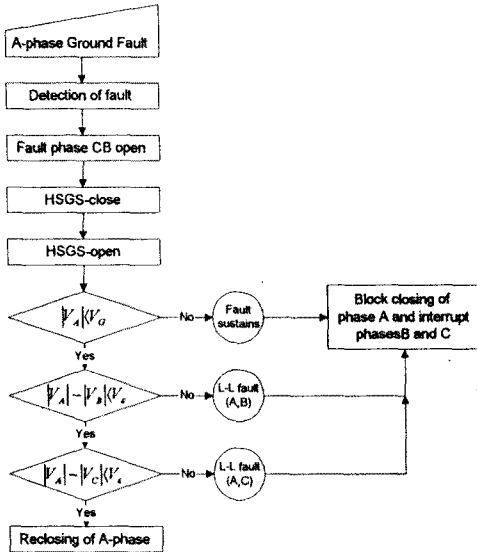 A-phase Ground Fault
Detection of fault
Fault phase CB open
HSGS-close
HSGS-open
|V_A|⟨V_G
No
Fault
sustains
Block closing of
phase A and interrupt
phasesB and C
Yes
|V_A|−|V_B|⟨V_ε
No
L-L fault
(A,B)
Yes
|V_A|−|V_C|⟨V_ε
No
L-L fault
(A,C)
Yes
Reclosing of A-phase